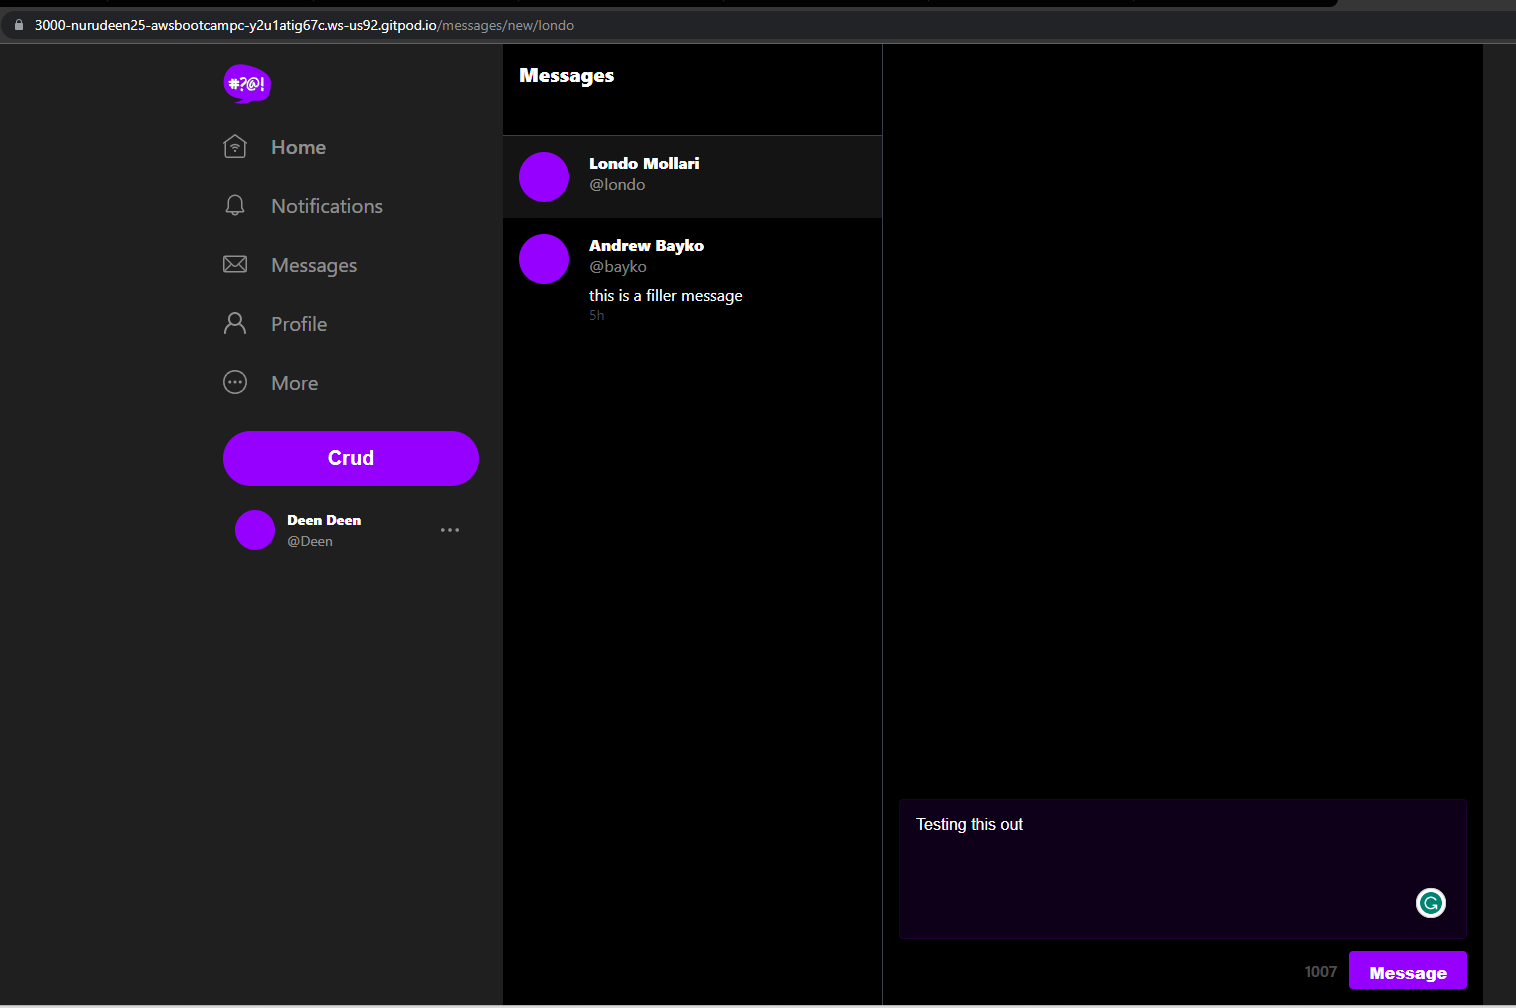 3000-nurudeen25-awsbootcampc-y2u1atig67c.ws-us92.gitpod.io/messages/new/londo
#?@!
Home
Notifications
Messages
Profile
More
Crud
Deen Deen
@Deen
Messages
Londo Mollari
@londo
Andrew Bayko
@bayko
this is a filler message
5h
Testing this out
G
1007
Message